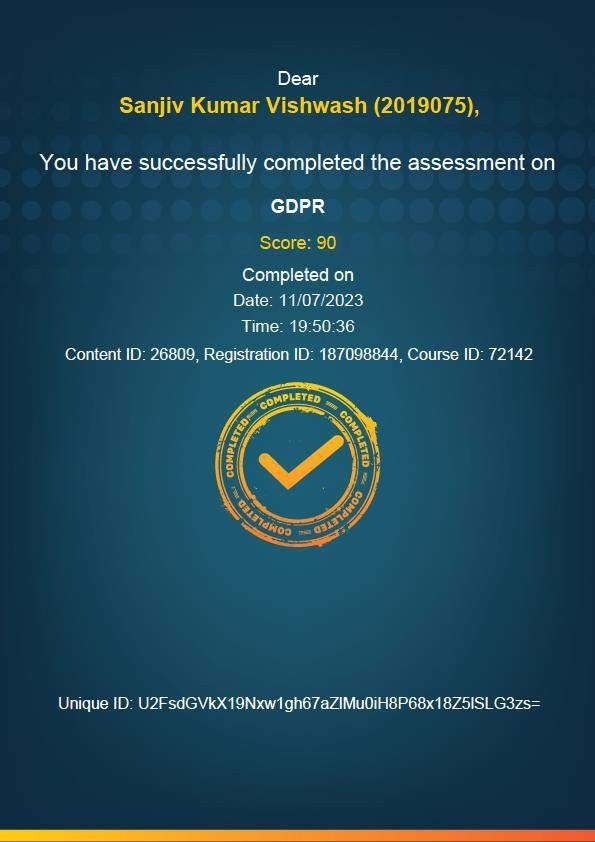 Dear
Sanjiv Kumar Vishwash (2019075),
You have successfully completed the assessment on
GDPR
Score: 90
Completed on
Date: 11/07/2023
Time: 19:50:36
Content ID: 26809, Registration ID: 187098844, Course ID: 72142
COMPLETED COMPLETED COMPLETED COMPLETED COMPLETED COMPLETED
Unique ID: U2FsdGVkX19Nxw1gh67aZlMu0iH8P68x18Z5lSLG3zs=